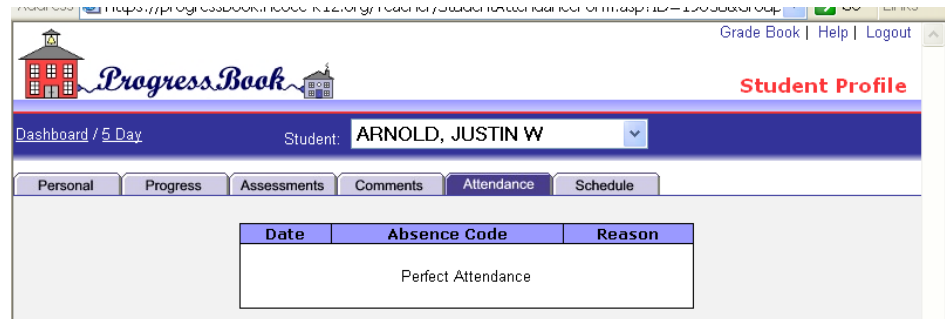 Grade Book | Help | Logout
ProgressBook
Student Profile
Dashboard / 5 Day
Student: ARNOLD, JUSTIN W
Personal Progress Assessments Comments Attendance Schedule
Date Absence Code Reason
Perfect Attendance